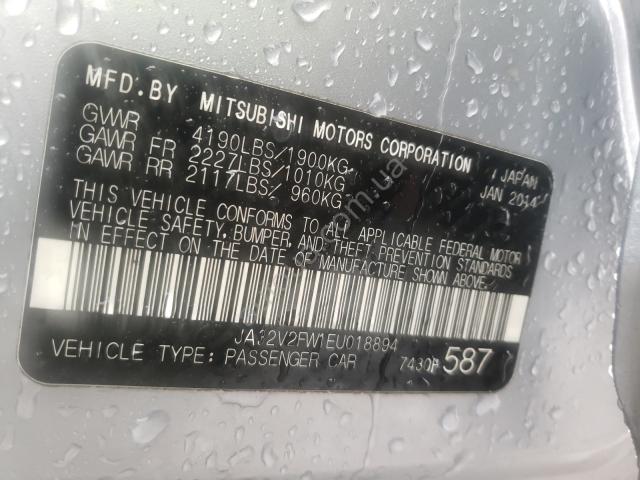 MFD. BY MITSUBISHI MOTORS CORPORATION
GVWR 4190LBS/1900KG JAPAN
GAWR FR 2227LBS/1010KG JAN 2014
GAWR RR 2117LBS/ 960KG
THIS VEHICLE CONFORMS TO ALL APPLICABLE FEDERAL MOTOR
VEHICLE SAFETY, BUMPER, AND THEFT PREVENTION STANDARDS
IN EFFECT ON THE DATE OF MANUFACTURE SHOWN ABOVE.
JA32V2FW1EU018894
VEHICLE TYPE: PASSENGER CAR 7430P 587